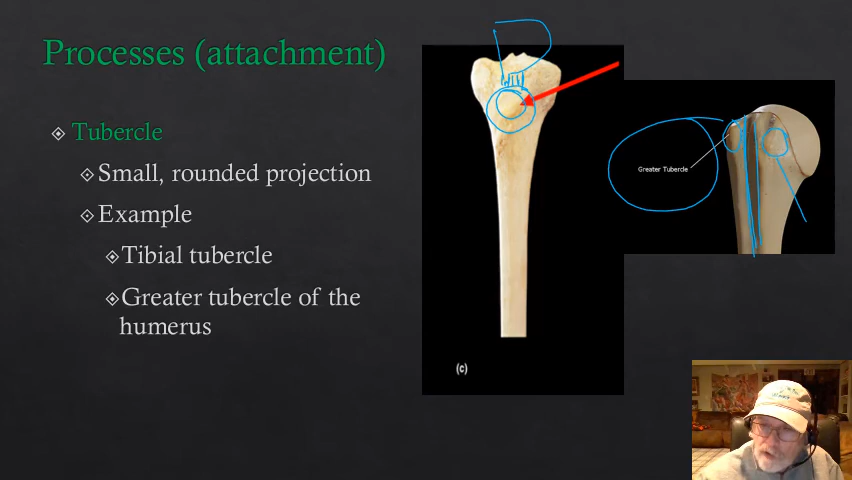 Processes (attachment)
Tubercle
Small, rounded projection
Example
Tibial tubercle
Greater tubercle of the
humerus
(c)
Greater Tubercle